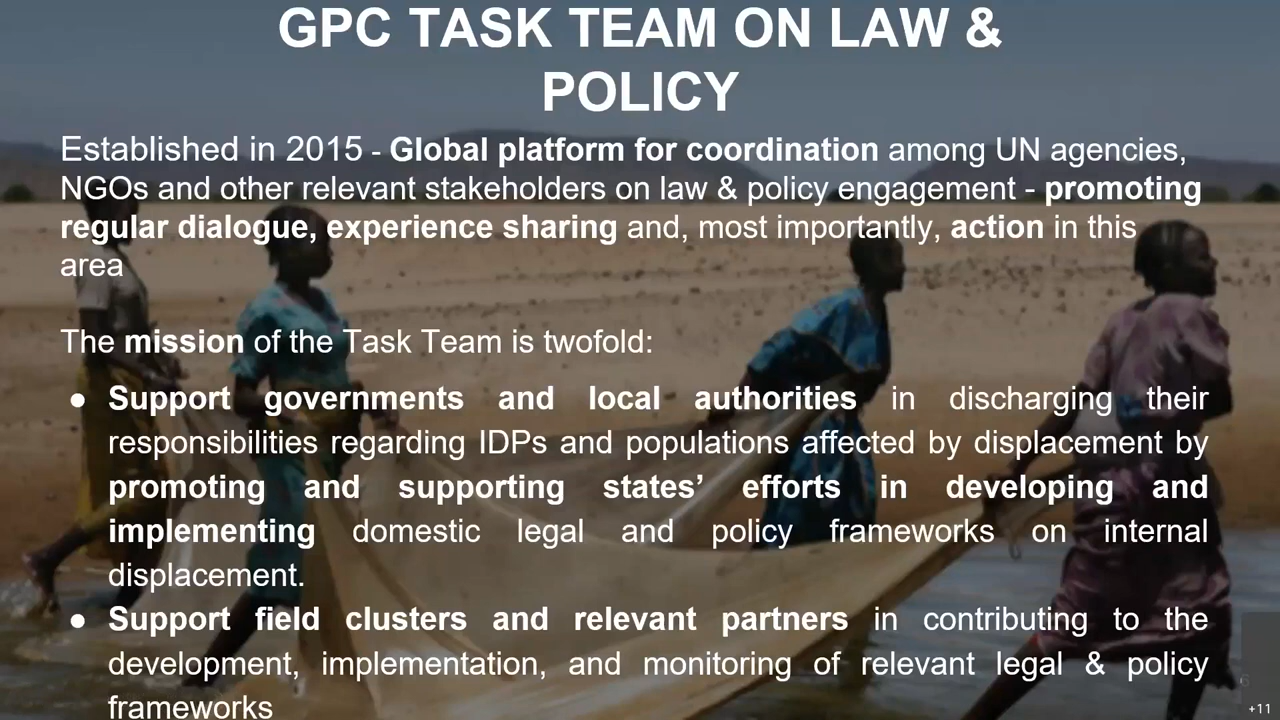 GPC TASK TEAM ON LAW &
POLICY
Established in 2015 - Global platform for coordination among UN agencies,
NGOs and other relevant stakeholders on law & policy engagement - promoting
regular dialogue, experience sharing and, most importantly, action in this
area
The mission of the Task Team is twofold:
● Support governments and local authorities in discharging their
responsibilities regarding IDPs and populations affected by displacement by
promoting and supporting states’ efforts in developing and
implementing domestic legal and policy frameworks on internal
displacement.
● Support field clusters and relevant partners in contributing to the
development, implementation, and monitoring of relevant legal & policy
frameworks
6
+11